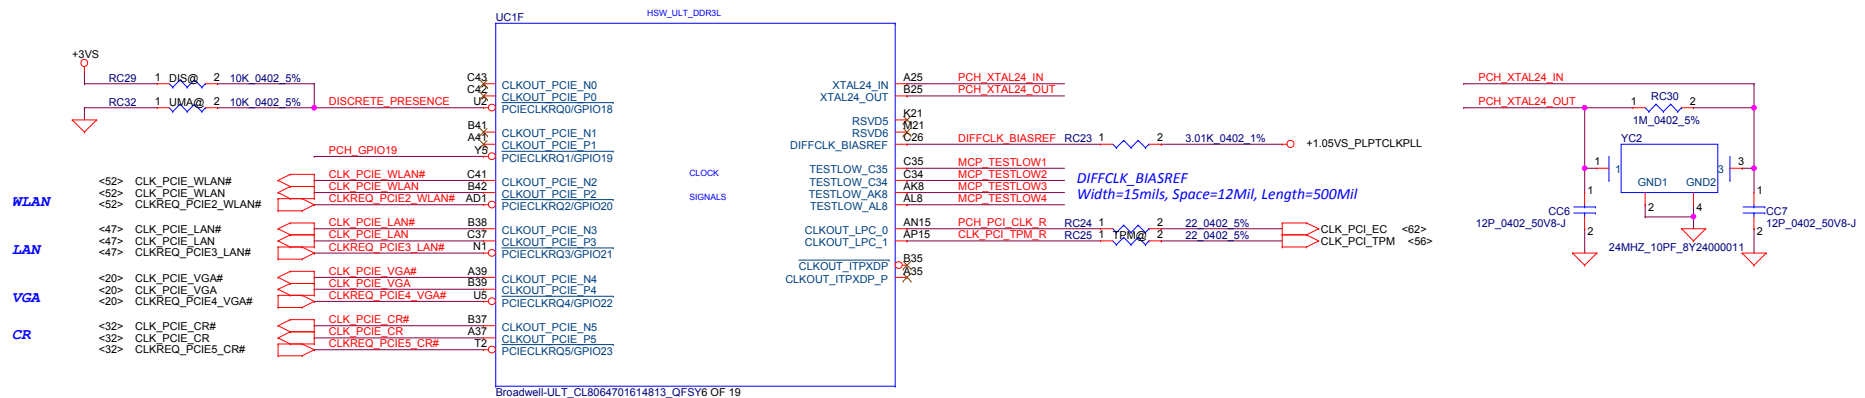 UC1F
HSW_ULT_DDR3L
+3VS
RC29 1 DIS@ 2 10K_0402_5%
RC32 1 UMA@ 2 10K_0402_5%
DISCRETE_PRESENCE
PCH_GPIO19
C43 CLKOUT_PCIE_N0
C42 CLKOUT_PCIE_P0
U2 PCIECLKRQ0/GPIO18
B41 CLKOUT_PCIE_N1
A41 CLKOUT_PCIE_P1
Y5 PCIECLKRQ1/GPIO19
WLAN
<52> CLK_PCIE_WLAN# CLK_PCIE_WLAN# C41 CLKOUT_PCIE_N2
<52> CLK_PCIE_WLAN CLK_PCIE_WLAN B42 CLKOUT_PCIE_P2
<52> CLKREQ_PCIE2_WLAN# CLKREQ_PCIE2_WLAN# AD1 PCIECLKRQ2/GPIO20
LAN
<47> CLK_PCIE_LAN# CLK_PCIE_LAN# B38 CLKOUT_PCIE_N3
<47> CLK_PCIE_LAN CLK_PCIE_LAN C37 CLKOUT_PCIE_P3
<47> CLKREQ_PCIE3_LAN# CLKREQ_PCIE3_LAN# N1 PCIECLKRQ3/GPIO21
VGA
<20> CLK_PCIE_VGA# CLK_PCIE_VGA# A39 CLKOUT_PCIE_N4
<20> CLK_PCIE_VGA CLK_PCIE_VGA B39 CLKOUT_PCIE_P4
<20> CLKREQ_PCIE4_VGA# CLKREQ_PCIE4_VGA# U5 PCIECLKRQ4/GPIO22
CR
<32> CLK_PCIE_CR# CLK_PCIE_CR# B37 CLKOUT_PCIE_N5
<32> CLK_PCIE_CR CLK_PCIE_CR A37 CLKOUT_PCIE_P5
<32> CLKREQ_PCIE5_CR# CLKREQ_PCIE5_CR# T2 PCIECLKRQ5/GPIO23
CLOCK
SIGNALS
XTAL24_IN A25 PCH_XTAL24_IN
XTAL24_OUT B25 PCH_XTAL24_OUT
RSVD5 K21
RSVD6 M21
DIFFCLK_BIASREF C26 DIFFCLK_BIASREF RC23 1 2 3.01K_0402_1% +1.05VS_PLPTCLKPLL
TESTLOW_C35 C35 MCP_TESTLOW1
TESTLOW_C34 C34 MCP_TESTLOW2
TESTLOW_AK8 AK8 MCP_TESTLOW3
TESTLOW_AL8 AL8 MCP_TESTLOW4
DIFFCLK_BIASREF
Width=15mils, Space=12Mil, Length=500Mil
CLKOUT_LPC_0 AN15 PCH_PCI_CLK_R RC24 1 2 22_0402_5% CLK_PCI_EC <62>
CLKOUT_LPC_1 AP15 CLK_PCI_TPM_R RC25 1 TPM@ 2 22_0402_5% CLK_PCI_TPM <56>
CLKOUT_ITPXDP B35
CLKOUT_ITPXDP_P A35
Broadwell-ULT_CL8064701614813_QFSY6 OF 19
PCH_XTAL24_IN
PCH_XTAL24_OUT
RC30
1 2
1M_0402_5%
YC2
1 1 3 3
GND1 GND2
2 4
1 CC6 2
12P_0402_50V8-J
1 CC7 2
12P_0402_50V8-J
24MHZ_10PF_8Y24000011